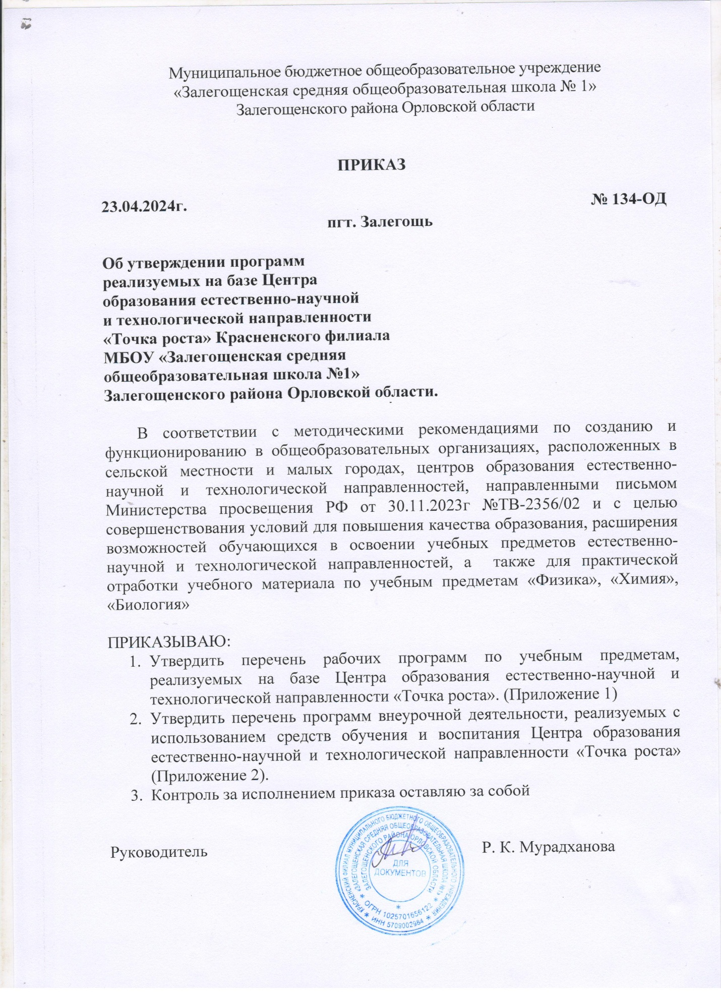 Муниципальное бюджетное общеобразовательное учреждение
«Залегощенская средняя общеобразовательная школа № 1»
Залегощенского района Орловской области
ПРИКАЗ
23.04.2024г.
№ 134-ОД
пгт. Залегощь
Об утверждении программ
реализуемых на базе Центра
образования естественно-научной
и технологической направленности
«Точка роста» Красненского филиала
МБОУ «Залегощенская средняя
общеобразовательная школа №1»
Залегощенского района Орловской области.
В соответствии с методическими рекомендациями по созданию и
функционированию в общеобразовательных организациях, расположенных в
сельской местности и малых городах, центров образования естественно-
научной и технологической направленностей, направленными письмом
Министерства просвещения РФ от 30.11.2023г №ТВ-2356/02 и с целью
совершенствования условий для повышения качества образования, расширения
возможностей обучающихся в освоении учебных предметов естественно-
научной и технологической направленностей, а также для практической
отработки учебного материала по учебным предметам «Физика», «Химия»,
«Биология»
ПРИКАЗЫВАЮ:
1. Утвердить перечень рабочих программ по учебным предметам,
реализуемых на базе Центра образования естественно-научной и
технологической направленности «Точка роста». (Приложение 1)
2. Утвердить перечень программ внеурочной деятельности, реализуемых с
использованием средств обучения и воспитания Центра образования
естественно-научной и технологической направленности «Точка роста»
(Приложение 2).
3. Контроль за исполнением приказа оставляю за собой
Руководитель
Р. К. Мурадханова
КРАСНЕНСКИЙ ФИЛИАЛ МУНИЦИПАЛЬНОГО БЮДЖЕТНОГО ОБЩЕОБРАЗОВАТЕЛЬНОГО УЧРЕЖДЕНИЯ
«ЗАЛЕГОЩЕНСКАЯ СРЕДНЯЯ ОБЩЕОБРАЗОВАТЕЛЬНАЯ ШКОЛА №1»
ЗАЛЕГОЩЕНСКОГО РАЙОНА ОРЛОВСКОЙ ОБЛАСТИ
ДЛЯ
ДОКУМЕНТОВ
ОГРН 1025701656122
ИНН 5709002984